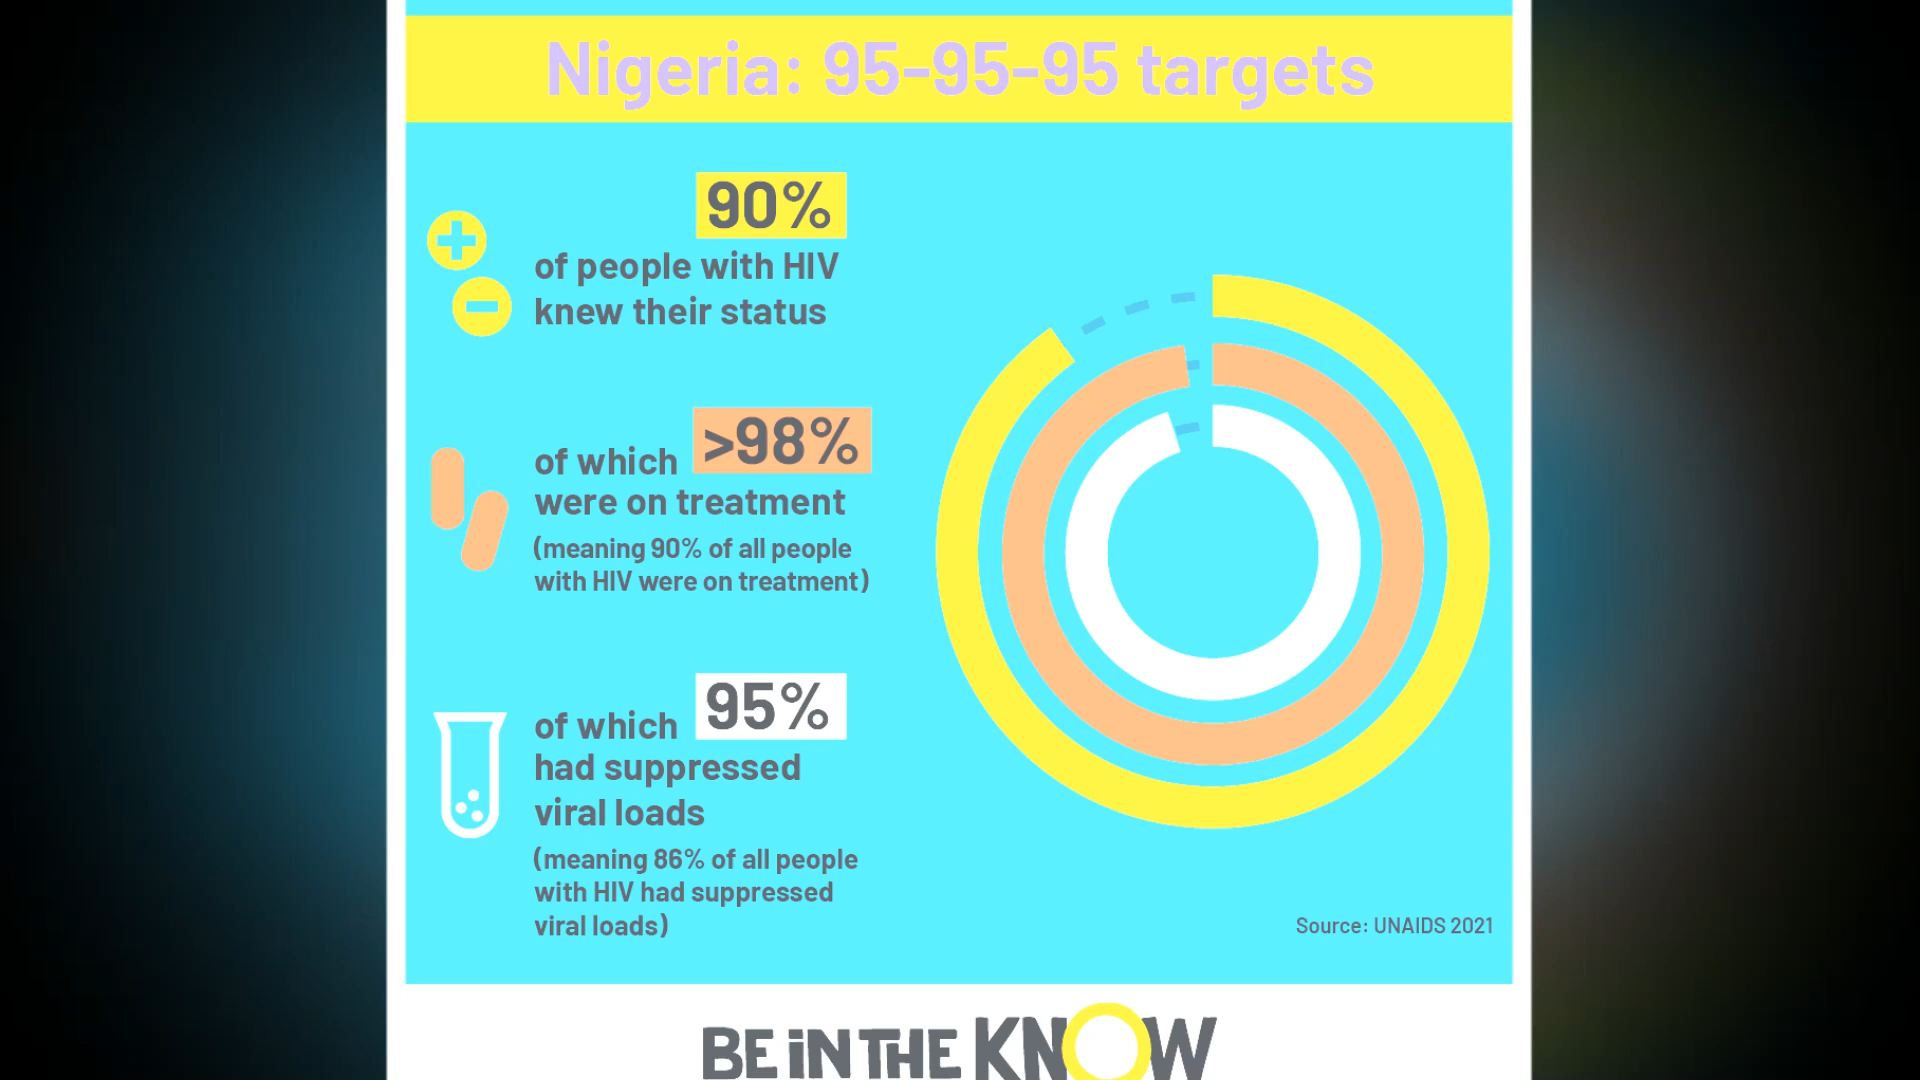 Nigeria: 95-95-95 targets
90%
of people with HIV
knew their status
of which >98%
were on treatment
(meaning 90% of all people
with HIV were on treatment)
of which 95%
had suppressed
viral loads
(meaning 86% of all people
with HIV had suppressed
viral loads)
Source: UNAIDS 2021
BE iN THE KNOW